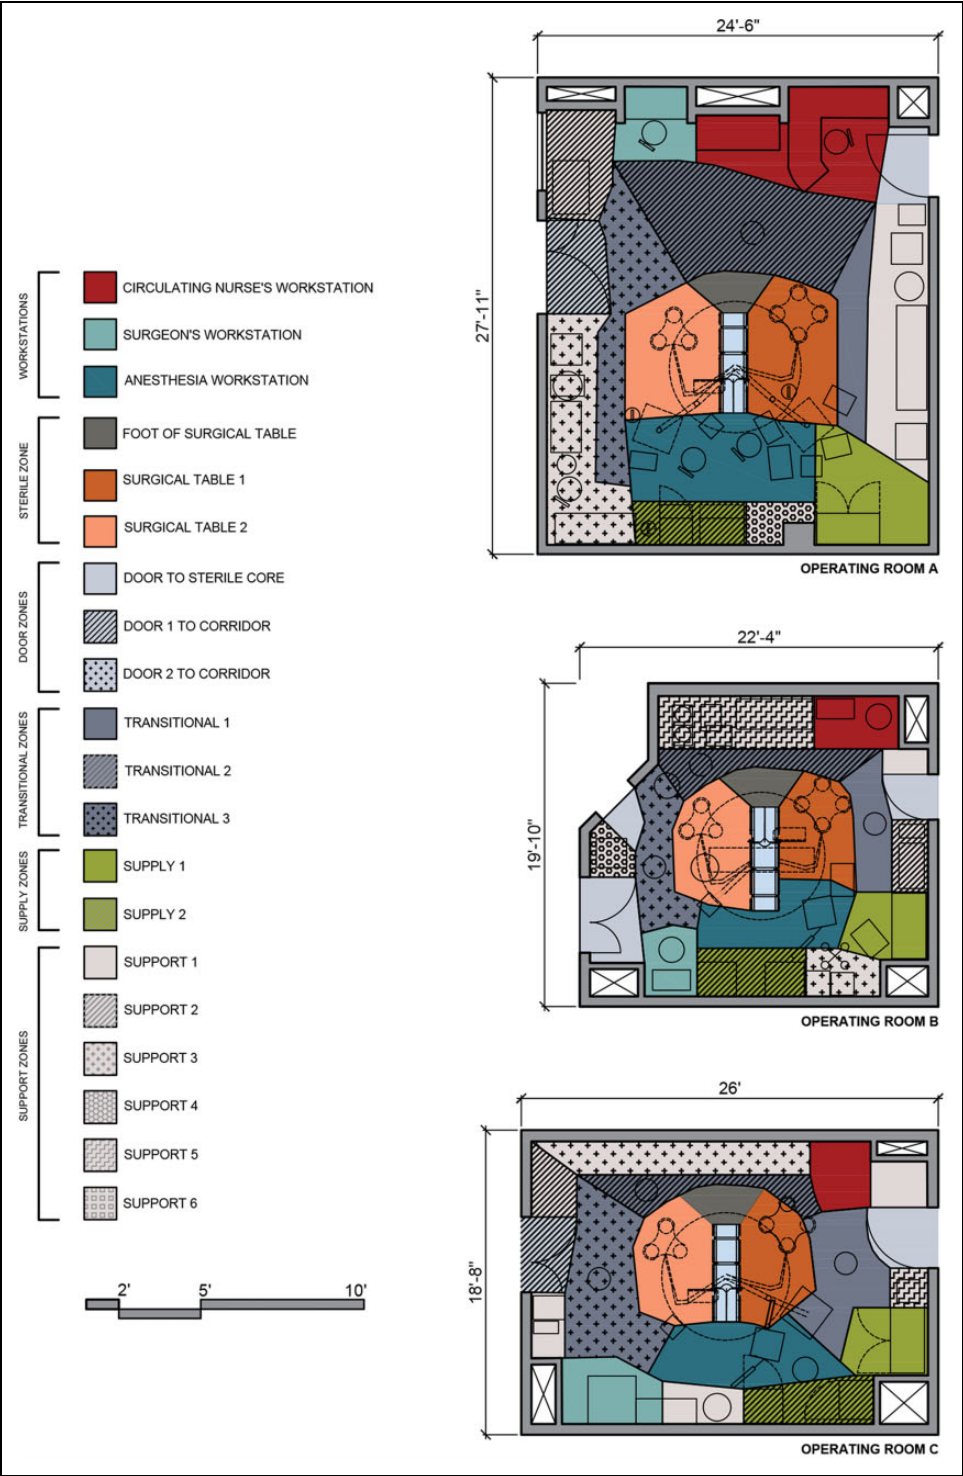 24'-6"
27'-11"
OPERATING ROOM A
WORKSTATIONS
CIRCULATING NURSE'S WORKSTATION
SURGEON'S WORKSTATION
ANESTHESIA WORKSTATION
STERILE ZONE
FOOT OF SURGICAL TABLE
SURGICAL TABLE 1
SURGICAL TABLE 2
DOOR ZONES
DOOR TO STERILE CORE
DOOR 1 TO CORRIDOR
DOOR 2 TO CORRIDOR
TRANSITIONAL ZONES
TRANSITIONAL 1
TRANSITIONAL 2
TRANSITIONAL 3
SUPPLY ZONES
SUPPLY 1
SUPPLY 2
SUPPORT ZONES
SUPPORT 1
SUPPORT 2
SUPPORT 3
SUPPORT 4
SUPPORT 5
SUPPORT 6
2' 5' 10'
22'-4"
19'-10"
OPERATING ROOM B
26'
18'-8"
OPERATING ROOM C